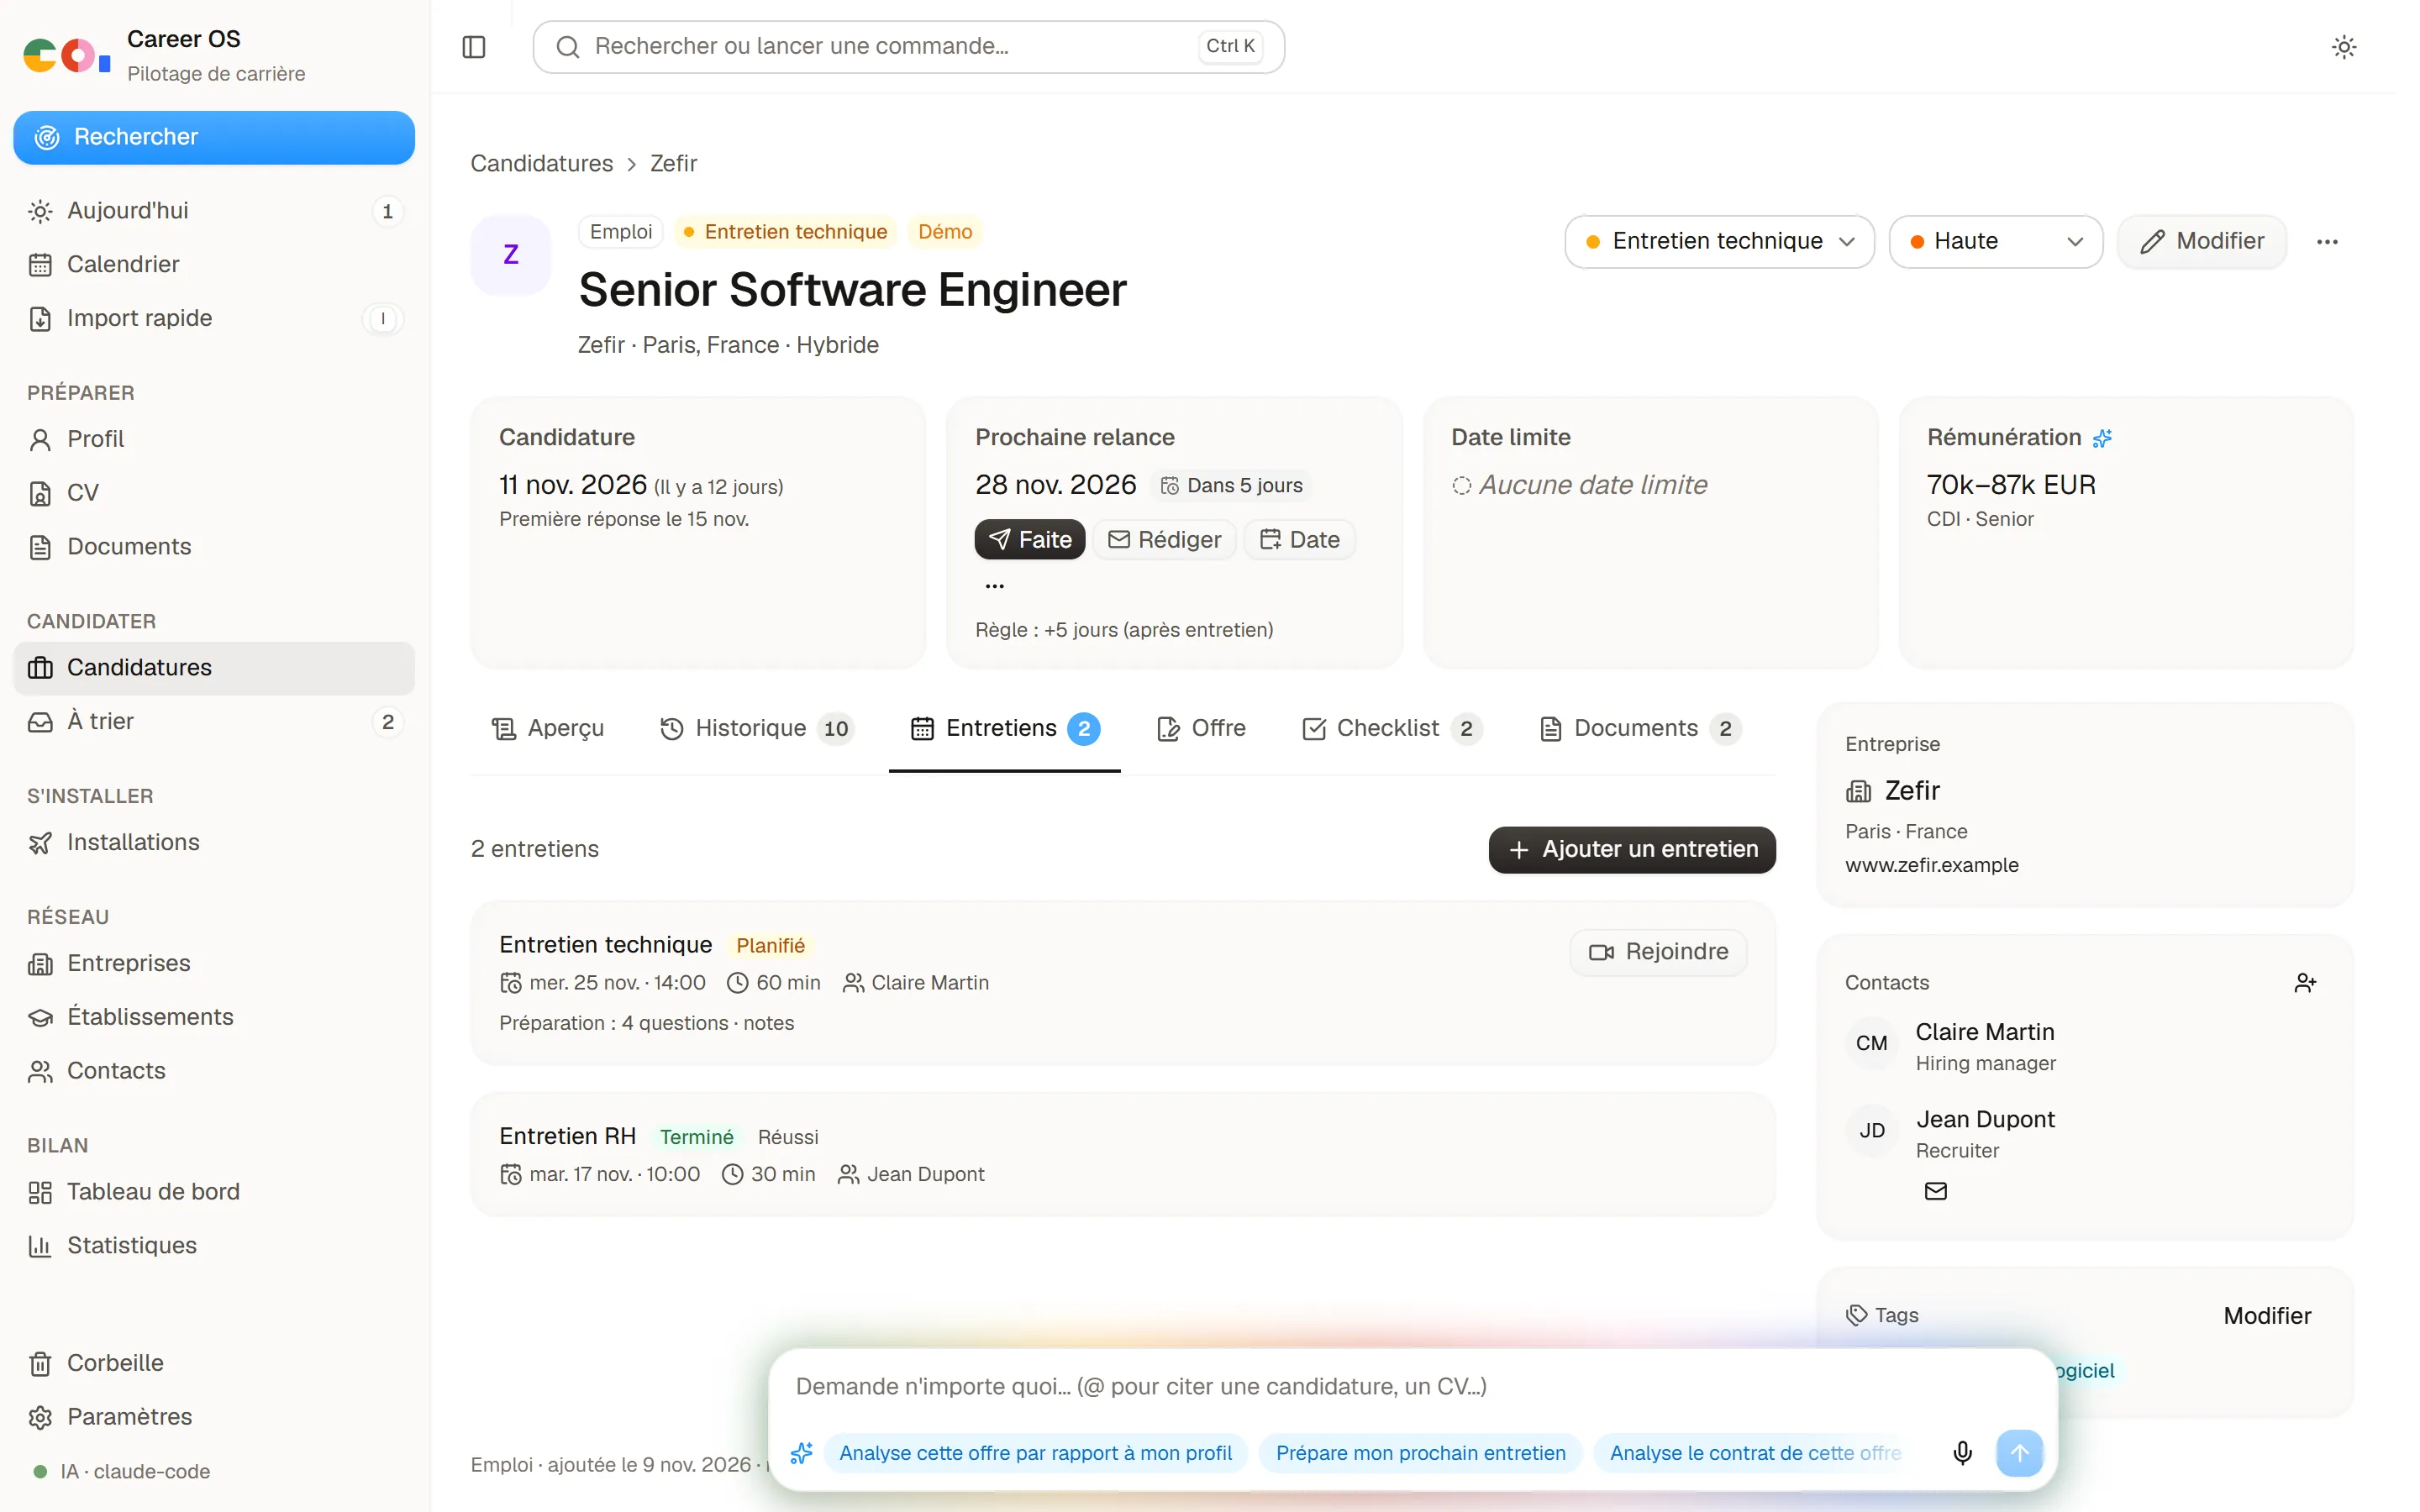 Career OS
Pilotage de carrière
Rechercher
Aujourd'hui 1
Calendrier
Import rapide I
PRÉPARER
Profil
CV
Documents
CANDIDATER
Candidatures
À trier 2
S'INSTALLER
Installations
RÉSEAU
Entreprises
Établissements
Contacts
BILAN
Tableau de bord
Statistiques
Corbeille
Paramètres
IA · claude-code
Rechercher ou lancer une commande... Ctrl K
Candidatures > Zefir
Z
Emploi Entretien technique Démo
Senior Software Engineer
Zefir · Paris, France · Hybride
Entretien technique Haute Modifier
Candidature
11 nov. 2026 (Il y a 12 jours)
Première réponse le 15 nov.
Prochaine relance
28 nov. 2026 Dans 5 jours
Faite Rédiger Date
Règle : +5 jours (après entretien)
Date limite
Aucune date limite
Rémunération
70k–87k EUR
CDI · Senior
Aperçu Historique 10 Entretiens 2 Offre Checklist 2 Documents 2
2 entretiens Ajouter un entretien
Entretien technique Planifié Rejoindre
mer. 25 nov. · 14:00 60 min Claire Martin
Préparation : 4 questions · notes
Entretien RH Terminé Réussi
mar. 17 nov. · 10:00 30 min Jean Dupont
Entreprise
Zefir
Paris · France
www.zefir.example
Contacts
CM Claire Martin
Hiring manager
JD Jean Dupont
Recruiter
Tags Modifier
ogiciel
Emploi · ajoutée le 9 nov. 2026 ·
Demande n'importe quoi... (@ pour citer une candidature, un CV...)
Analyse cette offre par rapport à mon profil Prépare mon prochain entretien Analyse le contrat de cette offre